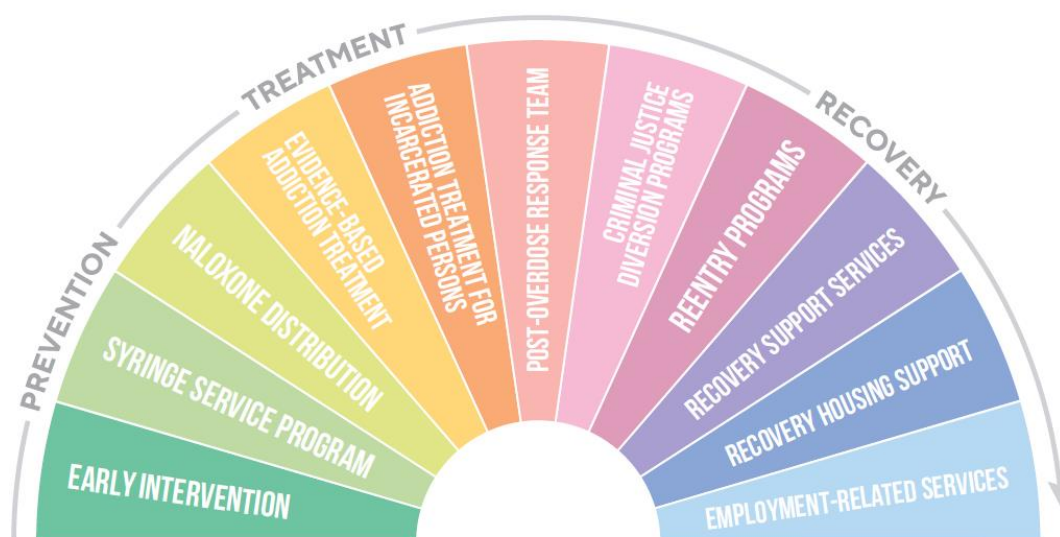 PREVENTION
TREATMENT
RECOVERY
EARLY INTERVENTION
SYRINGE SERVICE PROGRAM
NALOXONE DISTRIBUTION
EVIDENCE-BASED
ADDICTION TREATMENT
ADDICTION TREATMENT FOR
INCARCERATED PERSONS
POST-OVERDOSE RESPONSE TEAM
CRIMINAL JUSTICE
DIVERSION PROGRAMS
REENTRY PROGRAMS
RECOVERY SUPPORT SERVICES
RECOVERY HOUSING SUPPORT
EMPLOYMENT-RELATED SERVICES